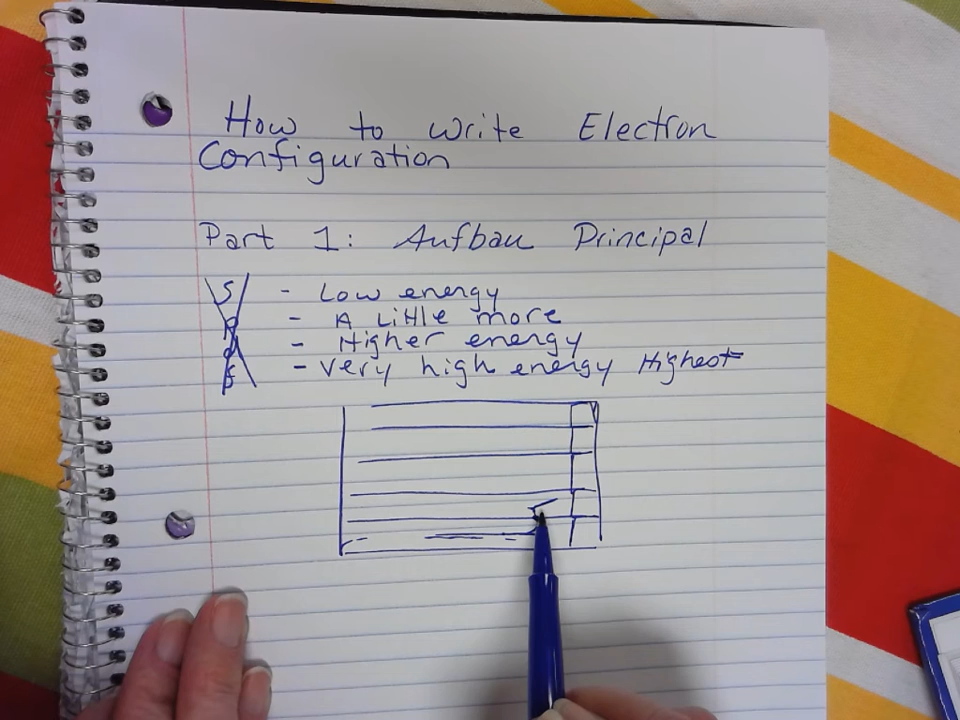 How to write Electron
Configuration
Part 1: Aufbau Principal
S - Low energy
p - A Little more
d - Higher energy
f - very high energy Highest